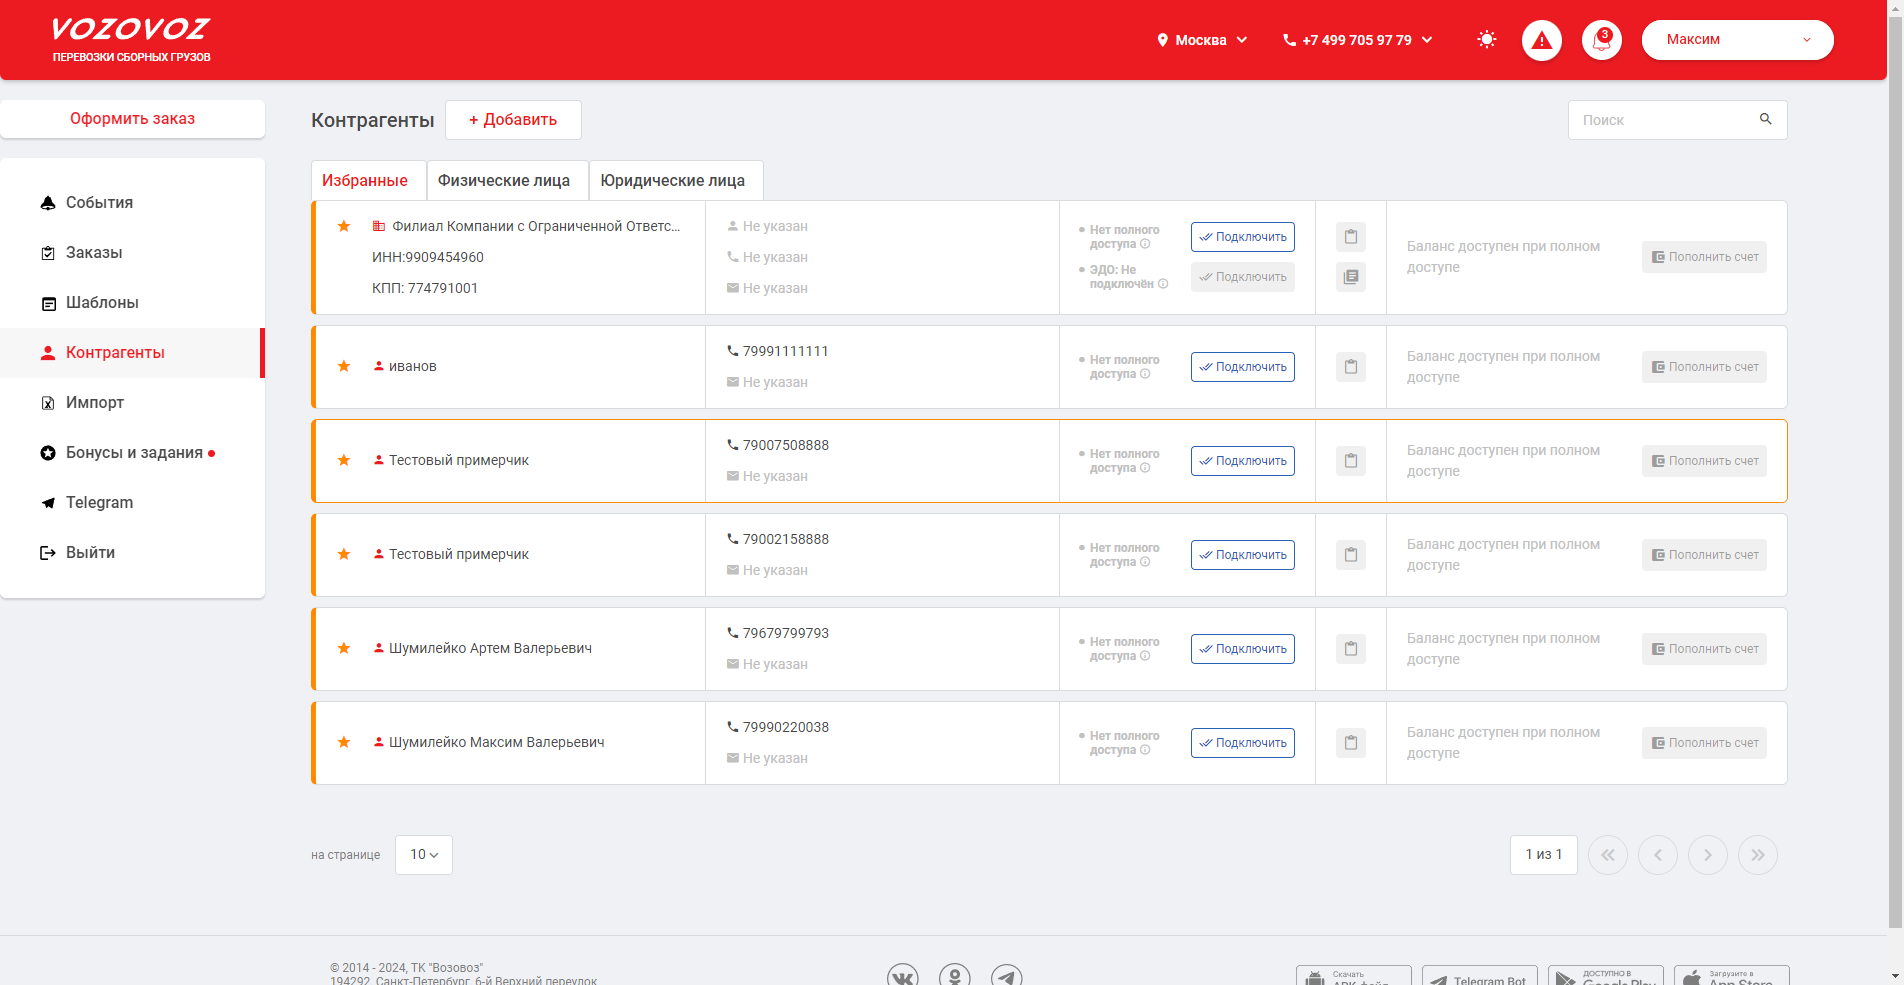 VOZOVOZ
ПЕРЕВОЗКИ СБОРНЫХ ГРУЗОВ
Москва
+7 499 705 97 79
3
Максим
Оформить заказ
События
Заказы
Шаблоны
Контрагенты
Импорт
Бонусы и задания
Telegram
Выйти
Контрагенты
+ Добавить
Поиск
Избранные
Физические лица
Юридические лица
Филиал Компании с Ограниченной Ответс...
ИНН:9909454960
КПП: 774791001
Не указан
Не указан
Не указан
Нет полного
доступа
Подключить
ЭДО: Не
подключён
Подключить
Баланс доступен при полном
доступе
Пополнить счет
иванов
79991111111
Не указан
Нет полного
доступа
Подключить
Баланс доступен при полном
доступе
Пополнить счет
Тестовый примерчик
79007508888
Не указан
Нет полного
доступа
Подключить
Баланс доступен при полном
доступе
Пополнить счет
Тестовый примерчик
79002158888
Не указан
Нет полного
доступа
Подключить
Баланс доступен при полном
доступе
Пополнить счет
Шумилейко Артем Валерьевич
79679799793
Не указан
Нет полного
доступа
Подключить
Баланс доступен при полном
доступе
Пополнить счет
Шумилейко Максим Валерьевич
79990220038
Не указан
Нет полного
доступа
Подключить
Баланс доступен при полном
доступе
Пополнить счет
на странице
10
1 из 1
© 2014 - 2024, ТК "Возовоз"
194292, Санкт-Петербург, 6-й Верхний переулок
Скачать
APK файл
Telegram Bot
ДОСТУПНО В
Google Play
Загрузите в
App Store